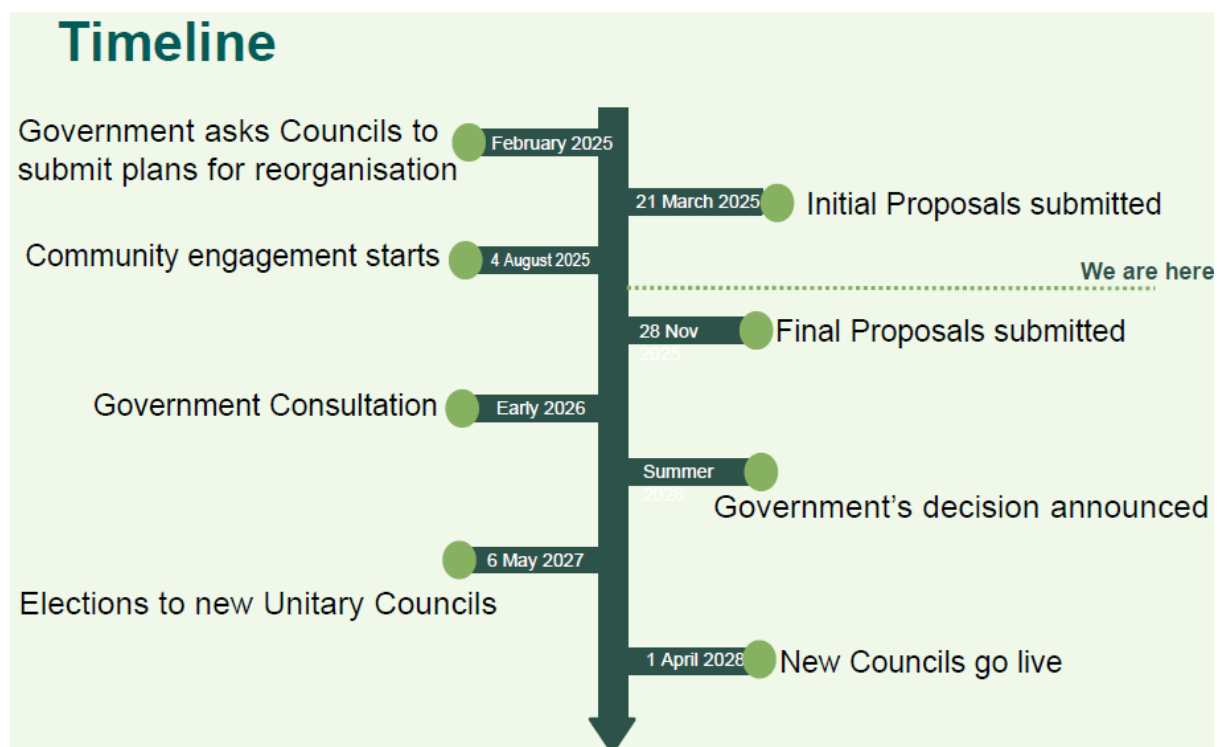 Timeline
Government asks Councils to
submit plans for reorganisation
February 2025
21 March 2025
Initial Proposals submitted
Community engagement starts
4 August 2025
We are here
28 Nov
2025
Final Proposals submitted
Government Consultation
Early 2026
Summer
2026
Government’s decision announced
6 May 2027
Elections to new Unitary Councils
1 April 2028
New Councils go live